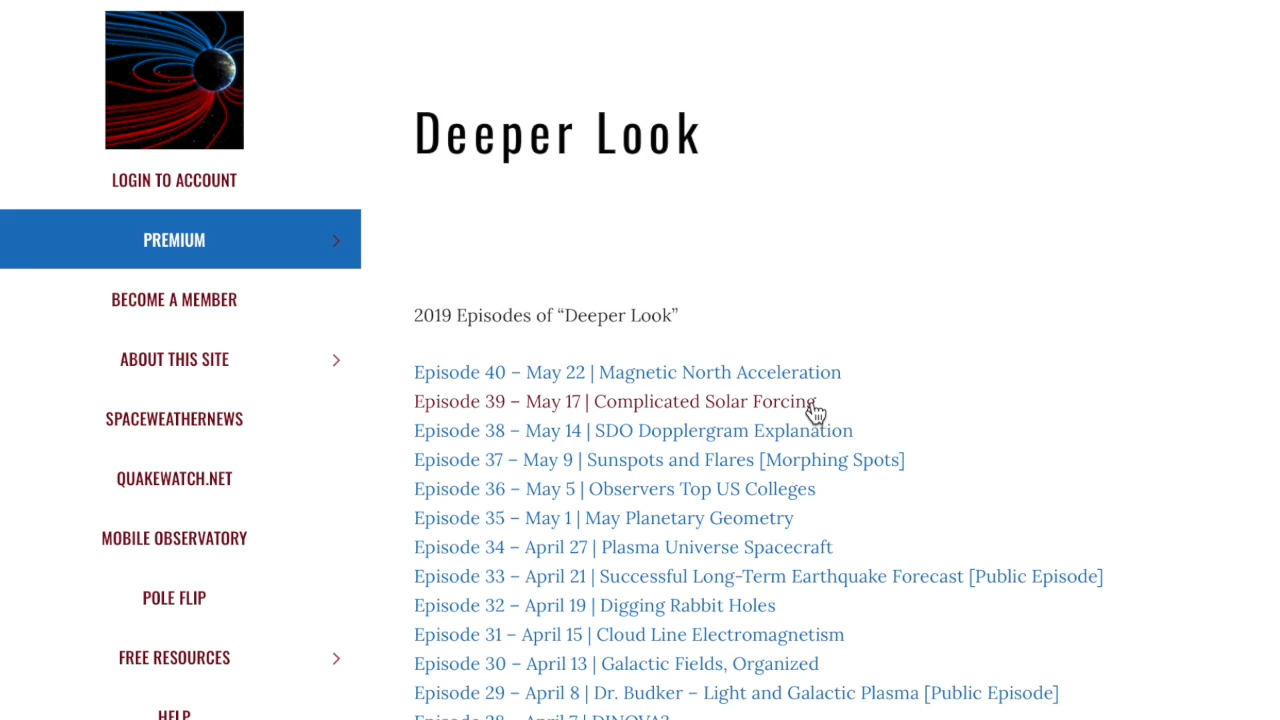 Deeper Look
LOGIN TO ACCOUNT
PREMIUM
BECOME A MEMBER
ABOUT THIS SITE
SPACEWEATHERNEWS
QUAKEWATCH.NET
MOBILE OBSERVATORY
POLE FLIP
FREE RESOURCES
HELP
2019 Episodes of “Deeper Look”
Episode 40 – May 22 | Magnetic North Acceleration
Episode 39 – May 17 | Complicated Solar Forcing
Episode 38 – May 14 | SDO Dopplergram Explanation
Episode 37 – May 9 | Sunspots and Flares [Morphing Spots]
Episode 36 – May 5 | Observers Top US Colleges
Episode 35 – May 1 | May Planetary Geometry
Episode 34 – April 27 | Plasma Universe Spacecraft
Episode 33 – April 21 | Successful Long-Term Earthquake Forecast [Public Episode]
Episode 32 – April 19 | Digging Rabbit Holes
Episode 31 – April 15 | Cloud Line Electromagnetism
Episode 30 – April 13 | Galactic Fields, Organized
Episode 29 – April 8 | Dr. Budker – Light and Galactic Plasma [Public Episode]
Episode 28 – April 7 |